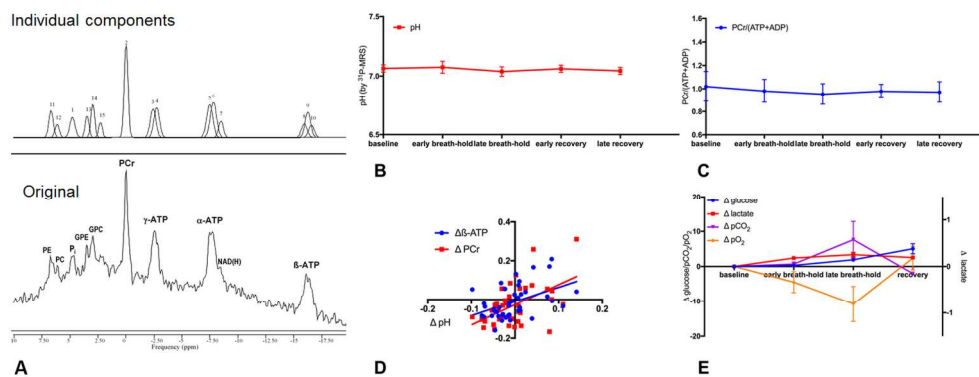 Individual components
2
11
12
1
13
14
15
3 4
5 6
7
8
9
10
Original
PCr
PE
PC
Pi
GPE
GPC
γ-ATP
α-ATP
NAD(H)
ß-ATP
10 7.50 5 2.50 0 -2.50 -5 -7.50 -10 -12.50 -15 -17.50
Frequency (ppm)
A
pH (by 31P-MRS)
7.5
7.0
6.5
pH
baseline early breath-hold late breath-hold early recovery late recovery
B
PCr/(ATP+ADP)
1.6
1.4
1.2
1.0
0.8
0.6
PCr/(ATP+ADP)
baseline early breath-hold late breath-hold early recovery late recovery
C
Δß-ATP
Δ PCr
0.4
0.2
-0.2
-0.2 -0.1 0.1 0.2
Δ pH
D
Δ glucose/pCO2/pO2
20
10
0
-10
-20
Δ glucose
Δ lactate
Δ pCO2
Δ pO2
baseline early breath-hold late breath-hold recovery
1
-1
Δ lactate
E